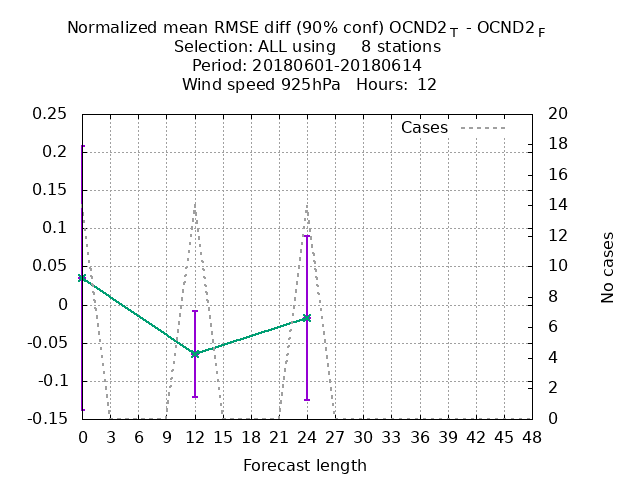 Normalized mean RMSE diff (90% conf) OCND2 T - OCND2 F
Selection: ALL using 8 stations
Period: 20180601-20180614
Wind speed 925hPa Hours: 12
0.25
0.2
0.15
0.1
0.05
0
-0.05
-0.1
-0.15
Cases
20
18
16
14
12
10
8
6
4
2
0
No cases
0 3 6 9 12 15 18 21 24 27 30 33 36 39 42 45 48
Forecast length